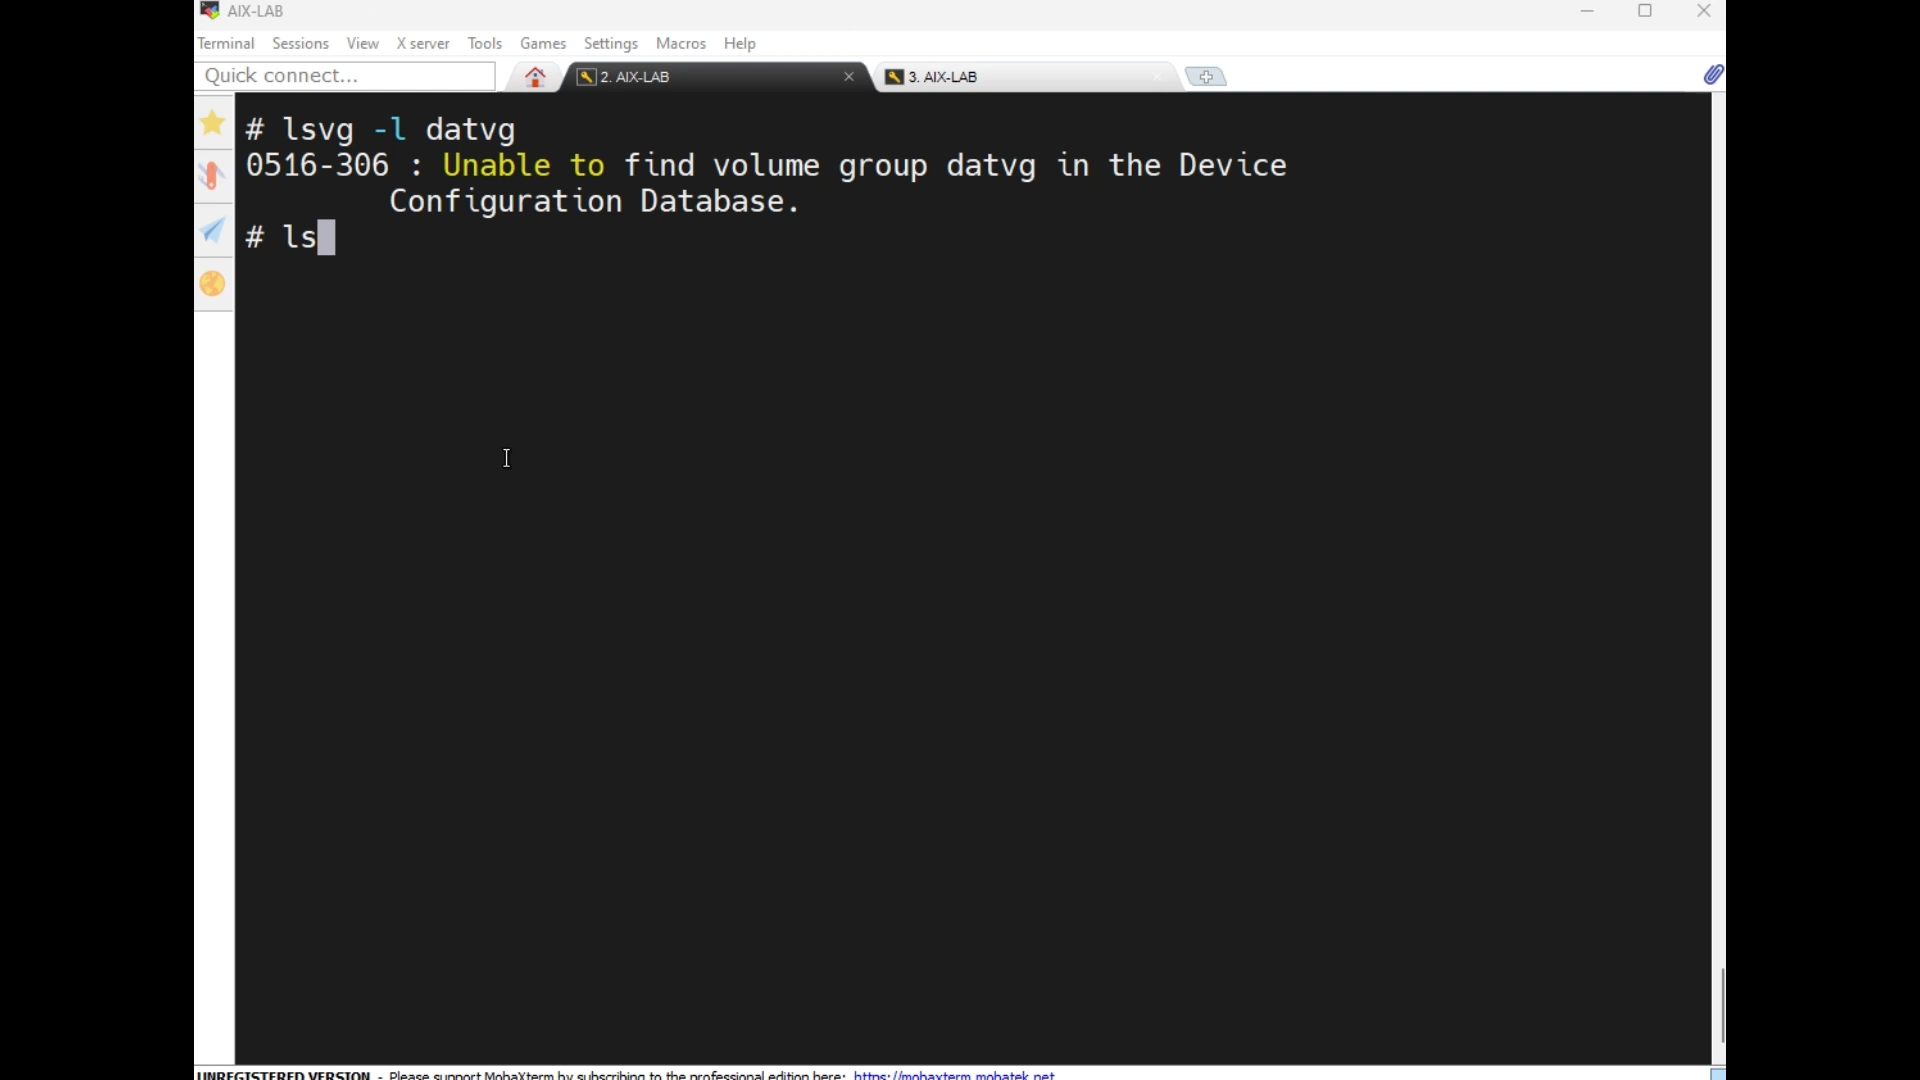 AIX-LAB
Terminal Sessions View X server Tools Games Settings Macros Help
Quick connect...
2. AIX-LAB
3. AIX-LAB
# lsvg -l datvg
0516-306 : Unable to find volume group datvg in the Device
Configuration Database.
# ls
UNREGISTERED VERSION - Please support MobaXterm by subscribing to the professional edition here: https://mobaxterm.mobatek.net